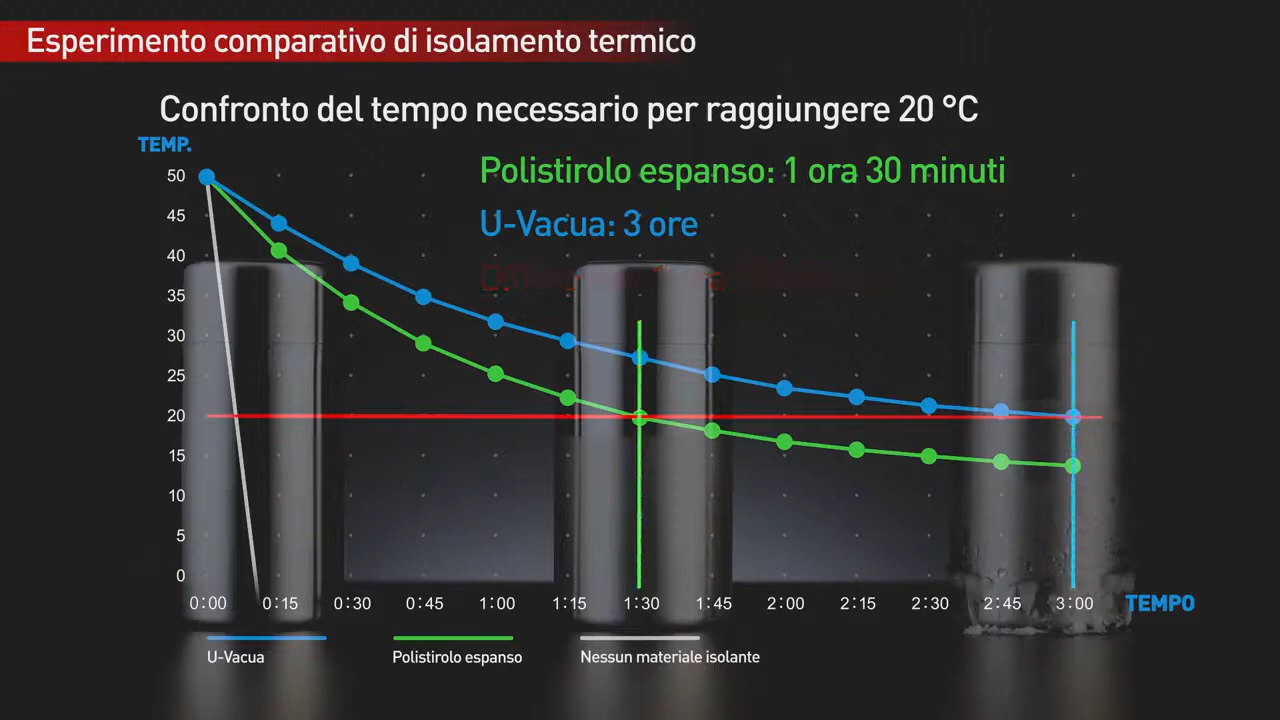 Esperimento comparativo di isolamento termico
Confronto del tempo necessario per raggiungere 20 °C
TEMP.
Polistirolo espanso: 1 ora 30 minuti
U-Vacua: 3 ore
50
45
40
35
30
25
20
15
10
5
0
0:00 0:15 0:30 0:45 1:00 1:15 1:30 1:45 2:00 2:15 2:30 2:45 3:00 TEMPO
U-Vacua Polistirolo espanso Nessun materiale isolante